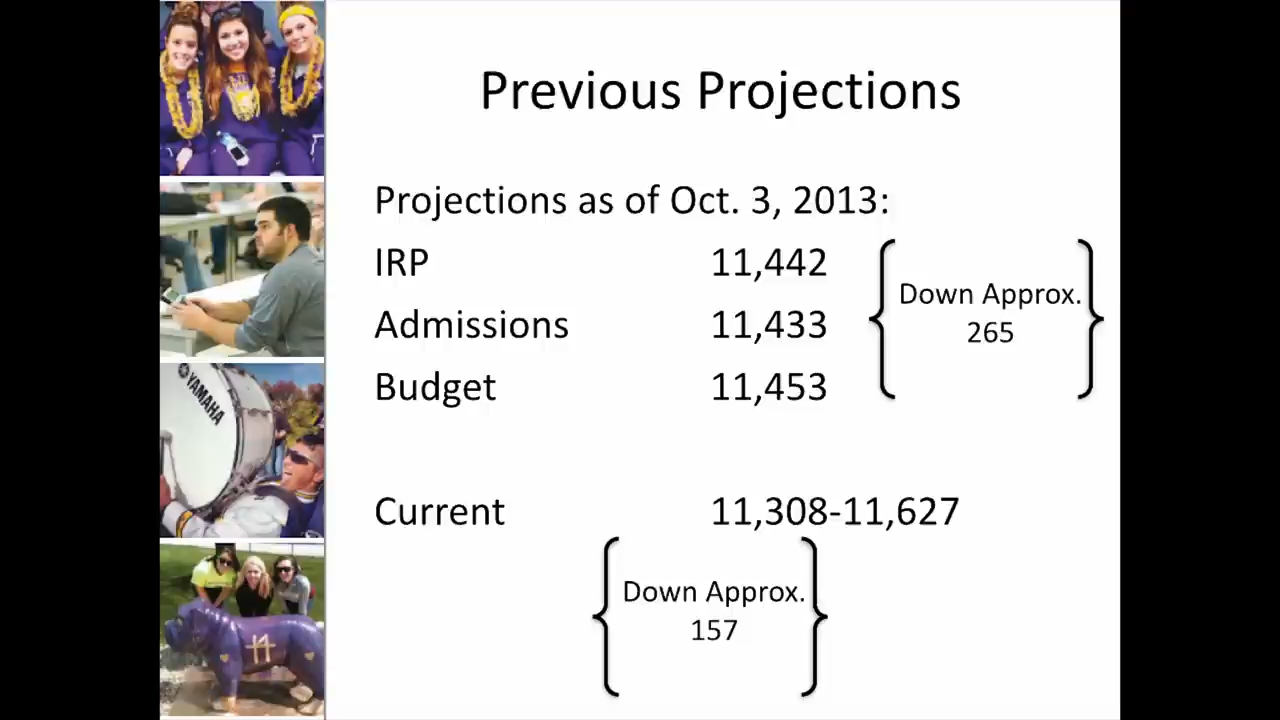 Previous Projections
Projections as of Oct. 3, 2013:
IRP 11,442
Admissions 11,433
Budget 11,453
Down Approx.
265
Current 11,308-11,627
Down Approx.
157
YAMAHA